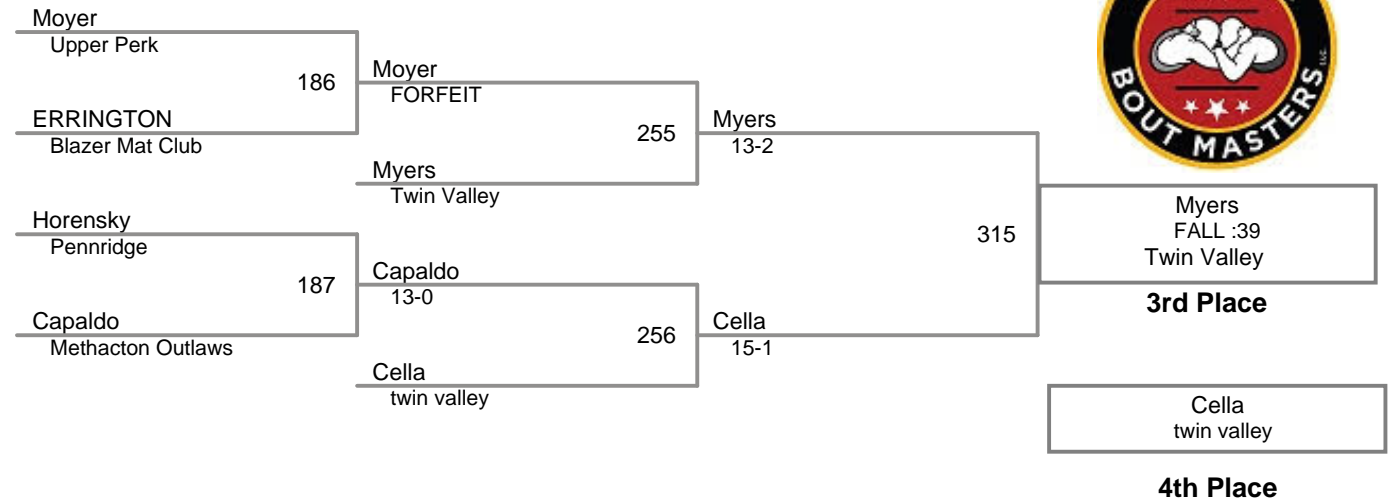 Moyer
Upper Perk
186
ERRINGTON
Blazer Mat Club
Moyer
FORFEIT
255
Myers
Twin Valley
Myers
13-2
Horensky
Pennridge
187
Capaldo
Methacton Outlaws
Capaldo
13-0
256
Cella
twin valley
Cella
15-1
315
Myers
FALL :39
Twin Valley
3rd Place
Cella
twin valley
4th Place
BOUT MASTERS